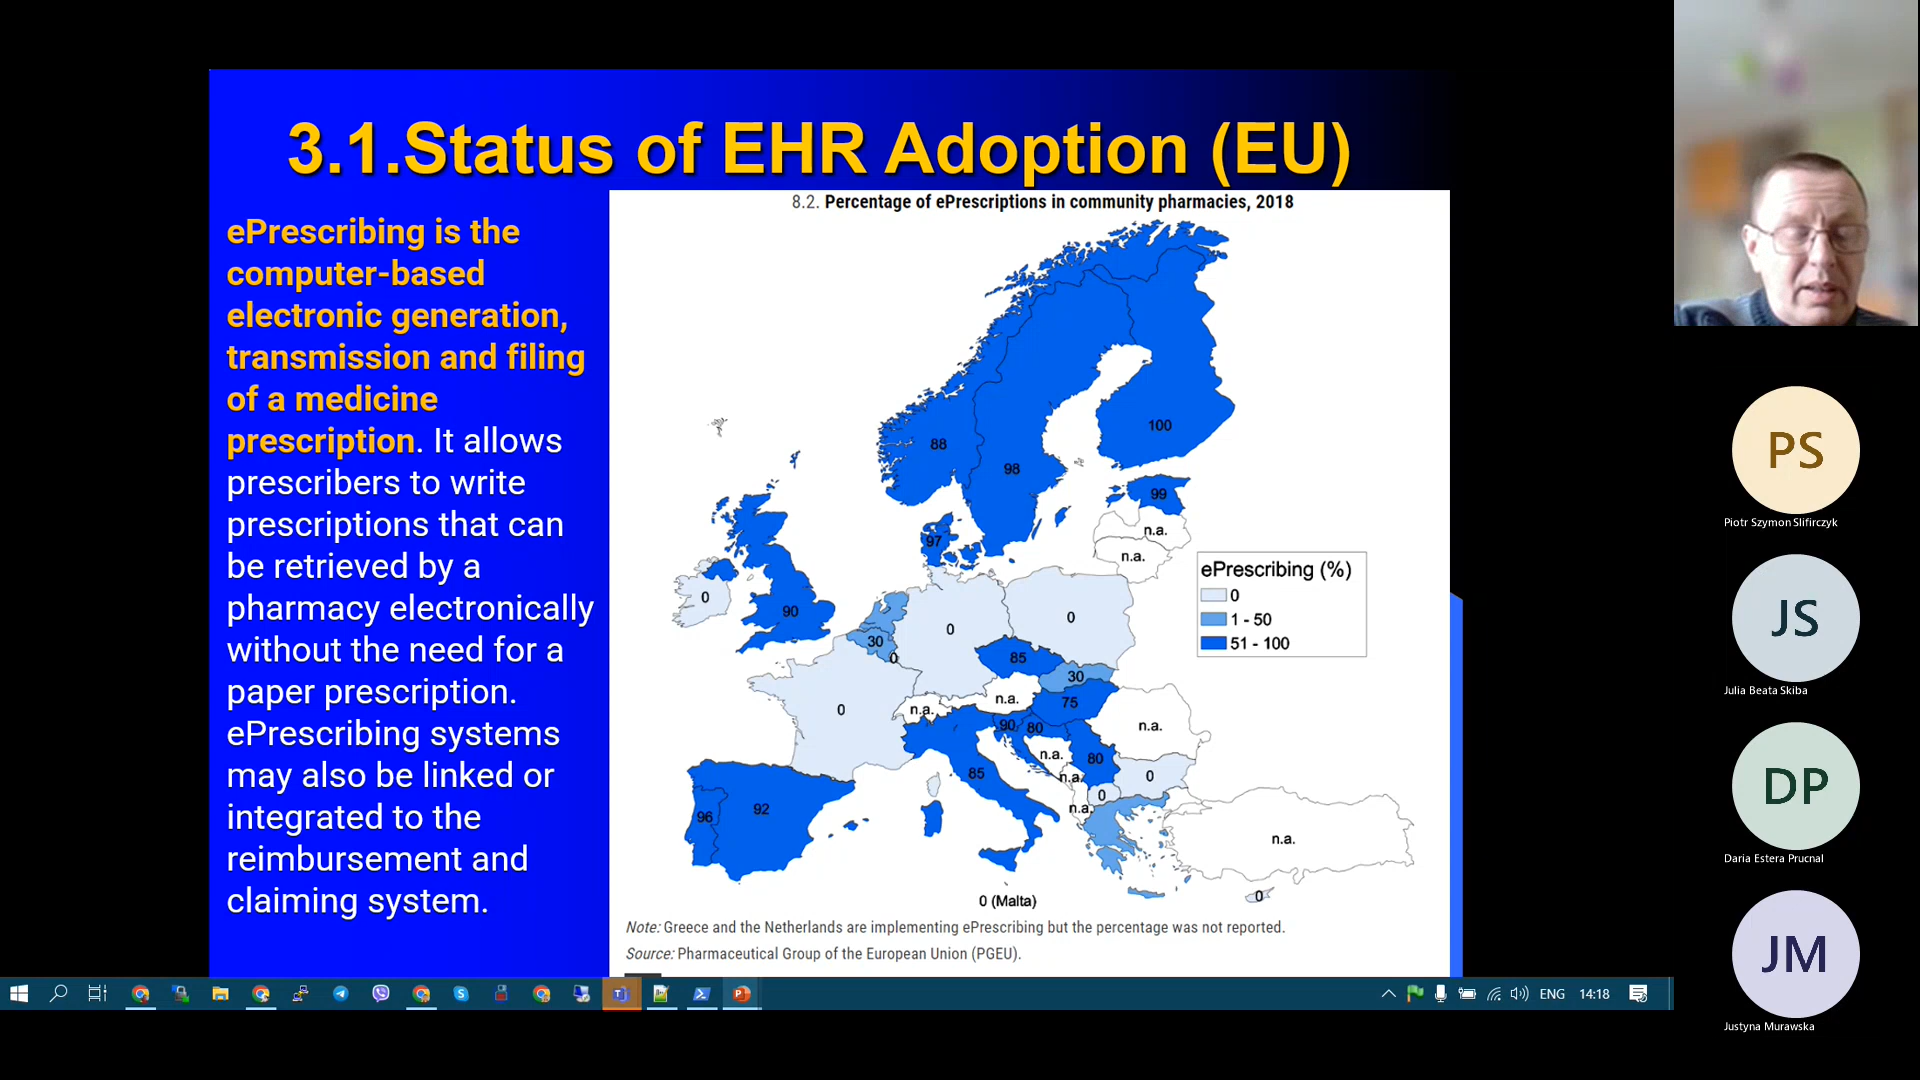 3.1.Status of EHR Adoption (EU)
ePrescribing is the
computer-based
electronic generation,
transmission and filing
of a medicine
prescription. It allows
prescribers to write
prescriptions that can
be retrieved by a
pharmacy electronically
without the need for a
paper prescription.
ePrescribing systems
may also be linked or
integrated to the
reimbursement and
claiming system.
8.2. Percentage of ePrescriptions in community pharmacies, 2018
100
88
98
99
n.a.
97
n.a.
ePrescribing (%)
0
1 - 50
51 - 100
0
90
0
0
30
0
85
30
n.a.
75
0
n.a.
90
80
n.a.
n.a.
80
85
n.a.
0
0
n.a.
96
92
n.a.
0
0 (Malta)
Note: Greece and the Netherlands are implementing ePrescribing but the percentage was not reported.
Source: Pharmaceutical Group of the European Union (PGEU).
ENG
14:18
PS
Piotr Szymon Slifirczyk
JS
Julia Beata Skiba
DP
Daria Estera Prucnal
JM
Justyna Murawska